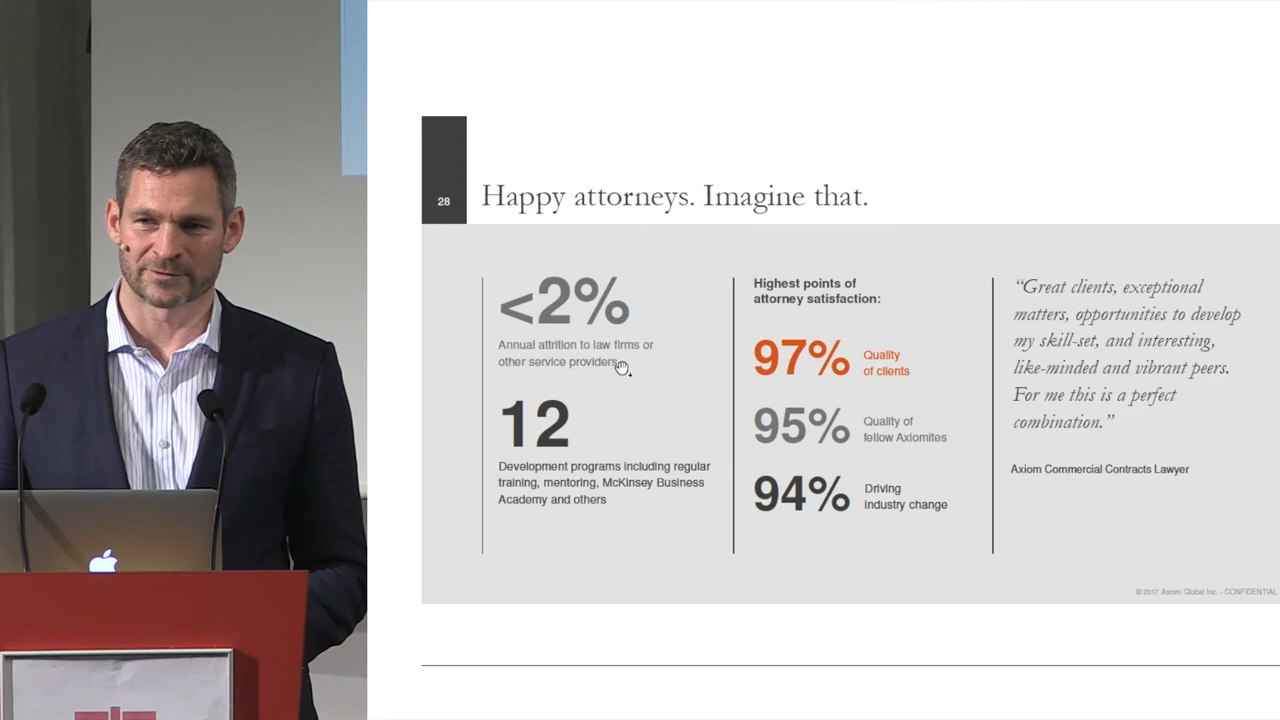 28
Happy attorneys. Imagine that.
<2%
Annual attrition to law firms or
other service providers
12
Development programs including regular
training, mentoring, McKinsey Business
Academy and others
Highest points of
attorney satisfaction:
97%
Quality
of clients
95%
Quality of
fellow Axiomites
94%
Driving
industry change
“Great clients, exceptional
matters, opportunities to develop
my skill-set, and interesting,
like-minded and vibrant peers.
For me this is a perfect
combination.”
Axiom Commercial Contracts Lawyer
© 2017 Axiom Global Inc. - CONFIDENTIAL